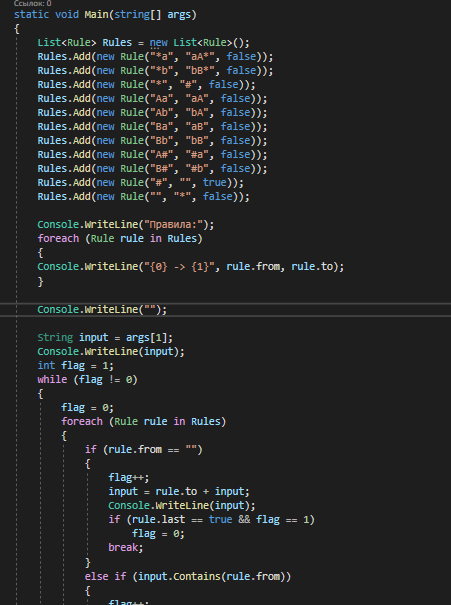 Ссылок: 0
static void Main(string[] args)
{
List<Rule> Rules = new List<Rule>();
Rules.Add(new Rule("*a", "aA*", false));
Rules.Add(new Rule("*b", "bB*", false));
Rules.Add(new Rule("*", "#", false));
Rules.Add(new Rule("Aa", "aA", false));
Rules.Add(new Rule("Ab", "bA", false));
Rules.Add(new Rule("Ba", "aB", false));
Rules.Add(new Rule("Bb", "bB", false));
Rules.Add(new Rule("A#", "#a", false));
Rules.Add(new Rule("B#", "#b", false));
Rules.Add(new Rule("#", "", true));
Rules.Add(new Rule("", "*", false));
Console.WriteLine("Правила:");
foreach (Rule rule in Rules)
{
Console.WriteLine("{0} -> {1}", rule.from, rule.to);
}
Console.WriteLine("");
String input = args[1];
Console.WriteLine(input);
int flag = 1;
while (flag != 0)
{
flag = 0;
foreach (Rule rule in Rules)
{
if (rule.from == "")
{
flag++;
input = rule.to + input;
Console.WriteLine(input);
if (rule.last == true && flag == 1)
flag = 0;
break;
}
else if (input.Contains(rule.from))
{
flag++;